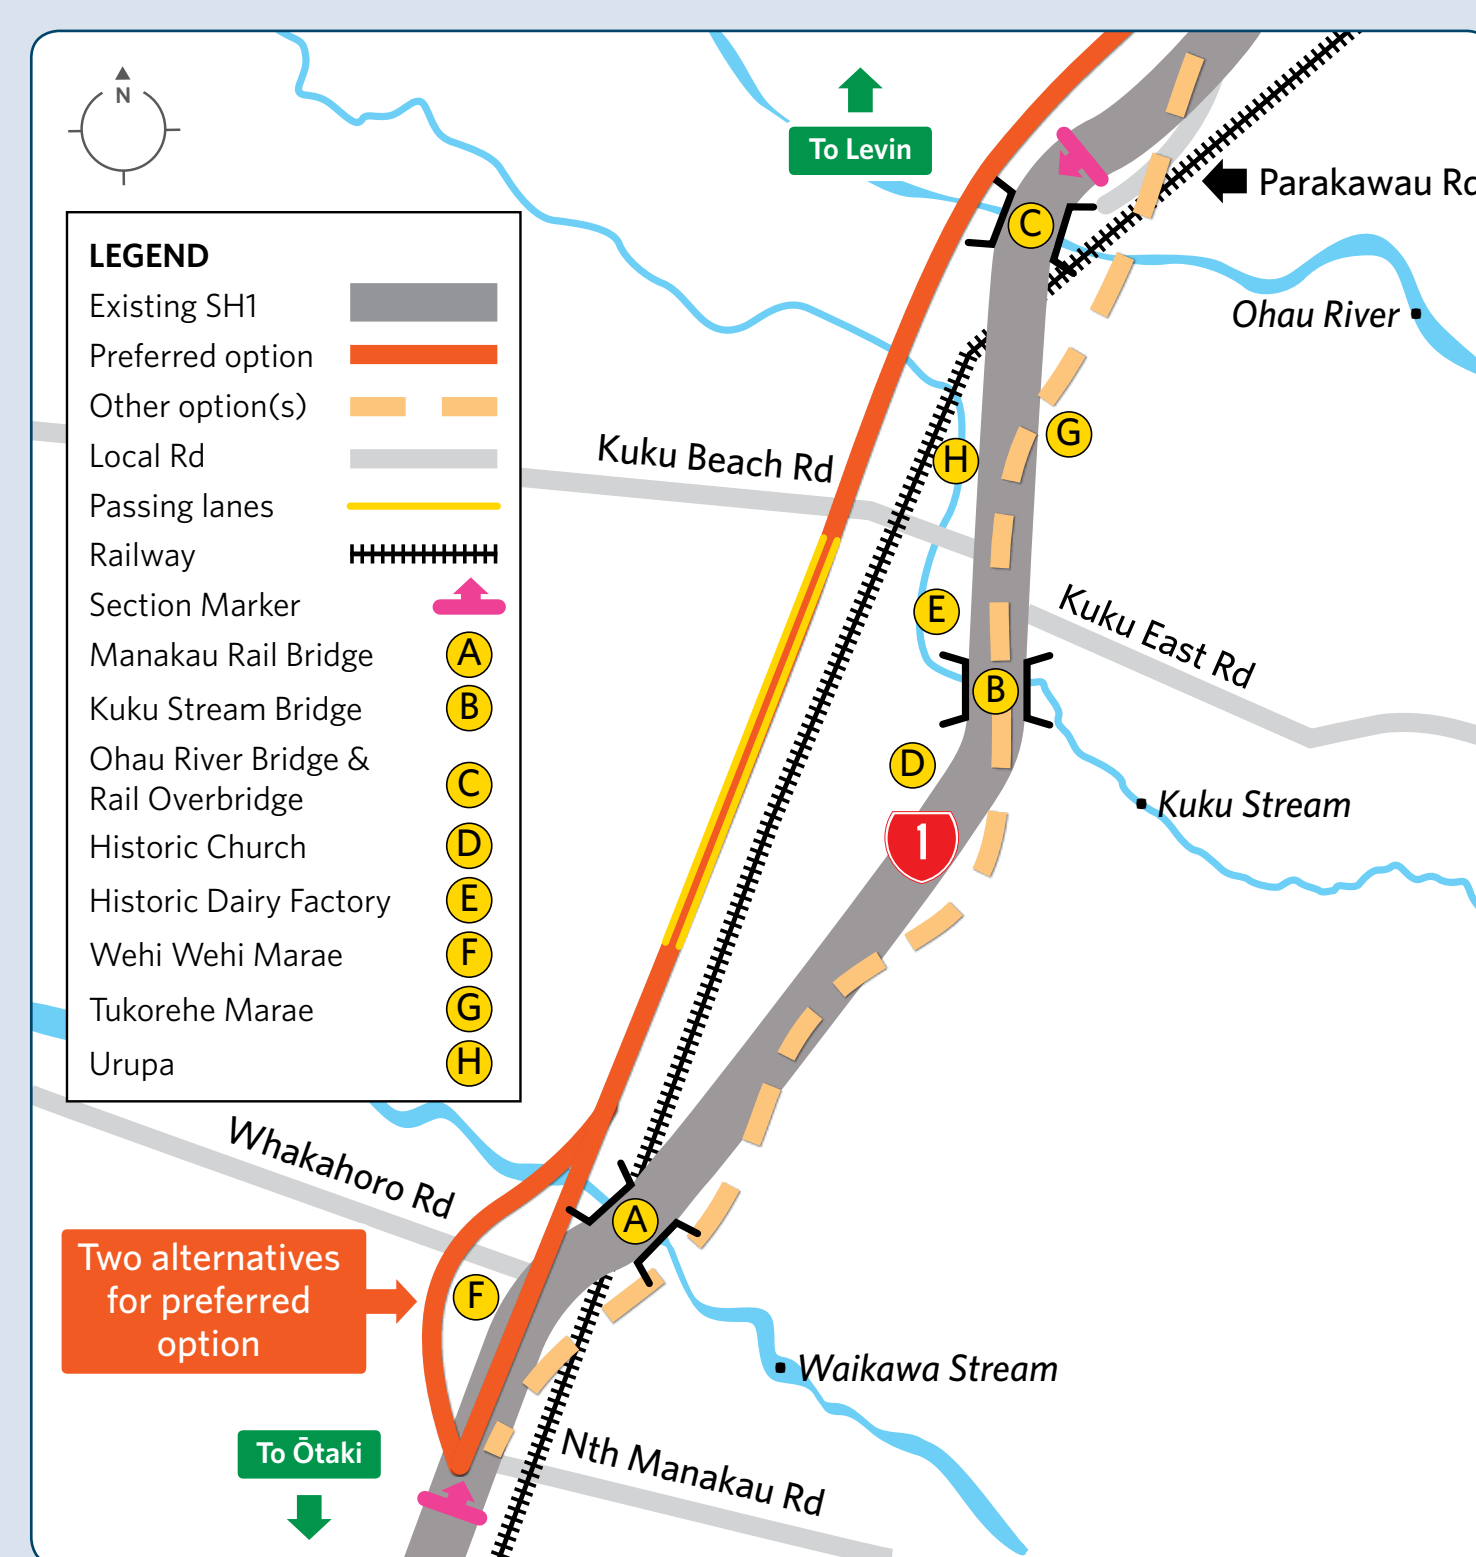 N
To Levin
Parakawau Rd
LEGEND
Existing SH1
Preferred option
Other option(s)
Local Rd
Passing lanes
Railway
Section Marker
Manakau Rail Bridge A
Kuku Stream Bridge B
Ohau River Bridge &
Rail Overbridge C
Historic Church D
Historic Dairy Factory E
Wehi Wehi Marae F
Tukorehe Marae G
Urupa H
C
Ohau River
G
Kuku Beach Rd
H
E
Kuku East Rd
B
D
1
Kuku Stream
Whakahoro Rd
A
Two alternatives
for preferred
option
F
Waikawa Stream
To Ōtaki
Nth Manakau Rd